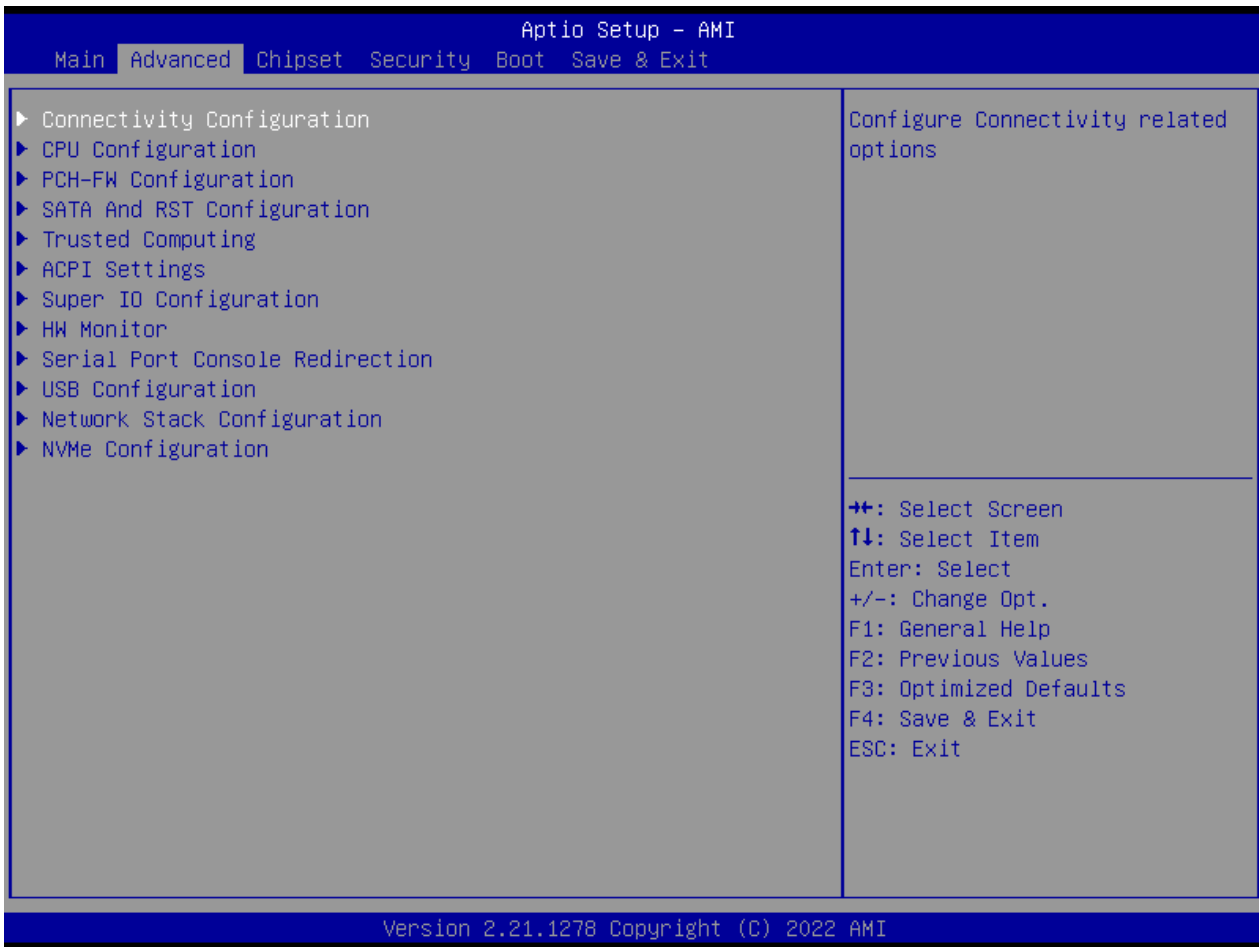 Aptio Setup – AMI
Main Advanced Chipset Security Boot Save & Exit
▶ Connectivity Configuration
▶ CPU Configuration
▶ PCH-FW Configuration
▶ SATA And RST Configuration
▶ Trusted Computing
▶ ACPI Settings
▶ Super IO Configuration
▶ HW Monitor
▶ Serial Port Console Redirection
▶ USB Configuration
▶ Network Stack Configuration
▶ NVMe Configuration
Configure Connectivity related
options
→←: Select Screen
↑↓: Select Item
Enter: Select
+/-: Change Opt.
F1: General Help
F2: Previous Values
F3: Optimized Defaults
F4: Save & Exit
ESC: Exit
Version 2.21.1278 Copyright (C) 2022 AMI